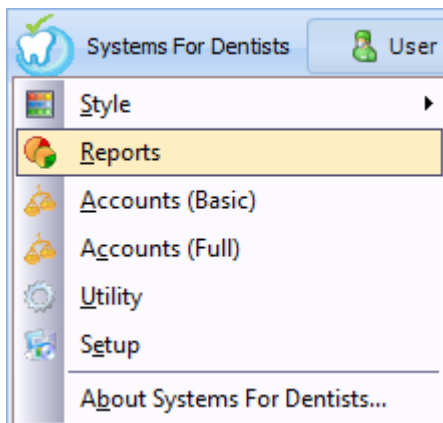 Systems For Dentists User
Style
Reports
Accounts (Basic)
Accounts (Full)
Utility
Setup
About Systems For Dentists...